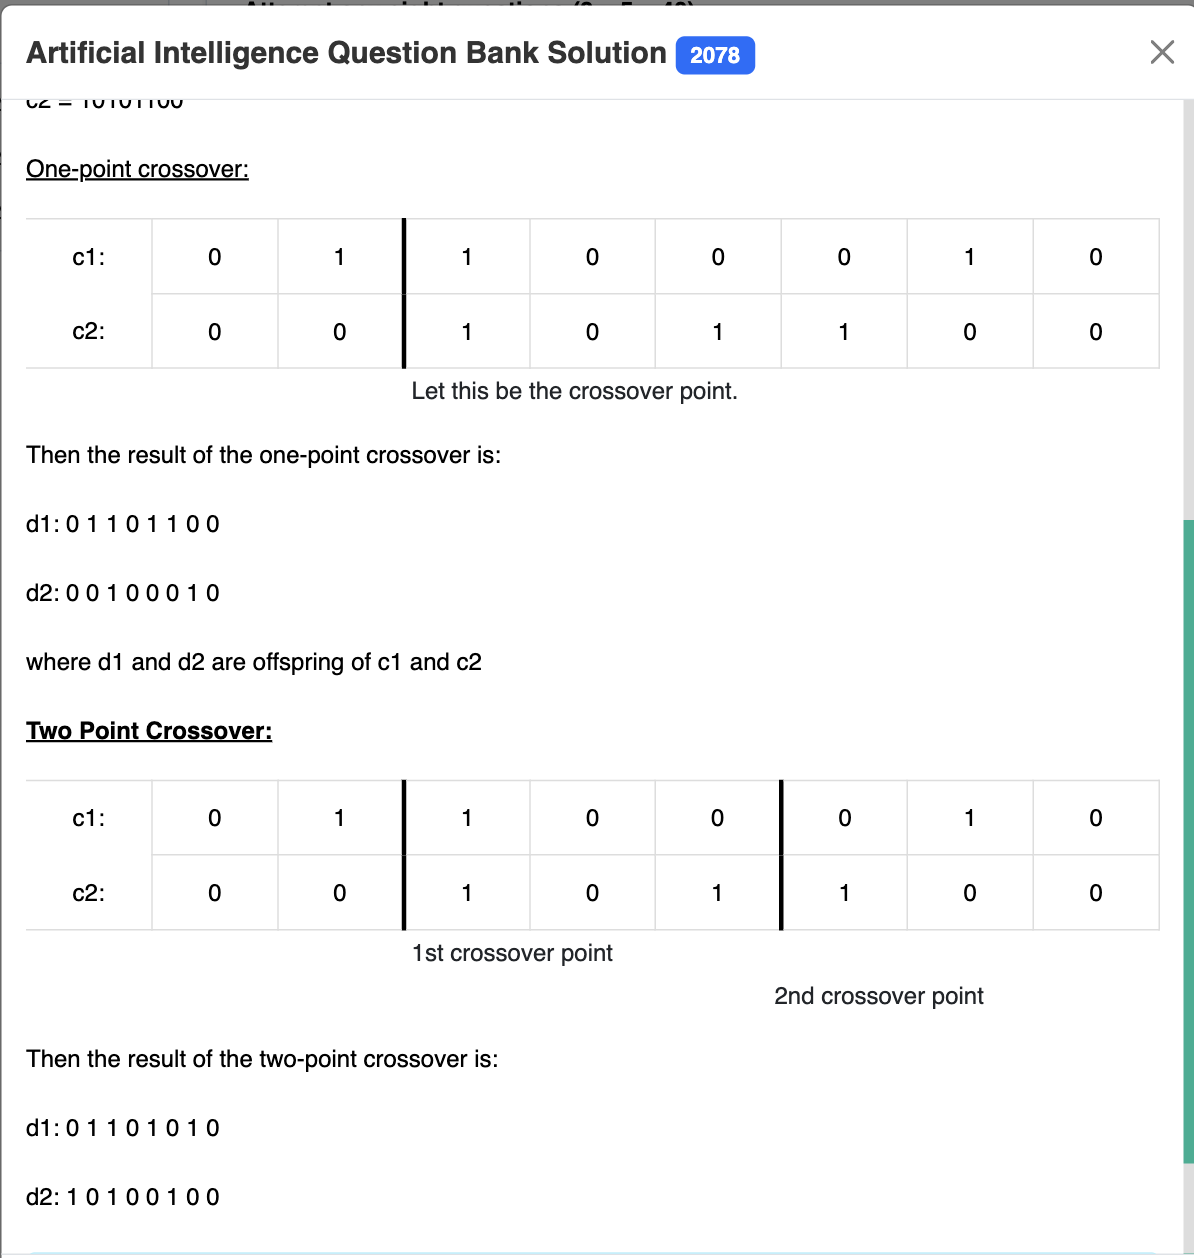 Artificial Intelligence Question Bank Solution 2078
c2 = 10101100
One-point crossover:
c1: 0 1 1 0 0 0 1 0
c2: 0 0 1 0 1 1 0 0
Let this be the crossover point.
Then the result of the one-point crossover is:
d1: 0 1 1 0 1 1 0 0
d2: 0 0 1 0 0 0 1 0
where d1 and d2 are offspring of c1 and c2
Two Point Crossover:
c1: 0 1 1 0 0 0 1 0
c2: 0 0 1 0 1 1 0 0
1st crossover point
2nd crossover point
Then the result of the two-point crossover is:
d1: 0 1 1 0 1 0 1 0
d2: 1 0 1 0 0 1 0 0